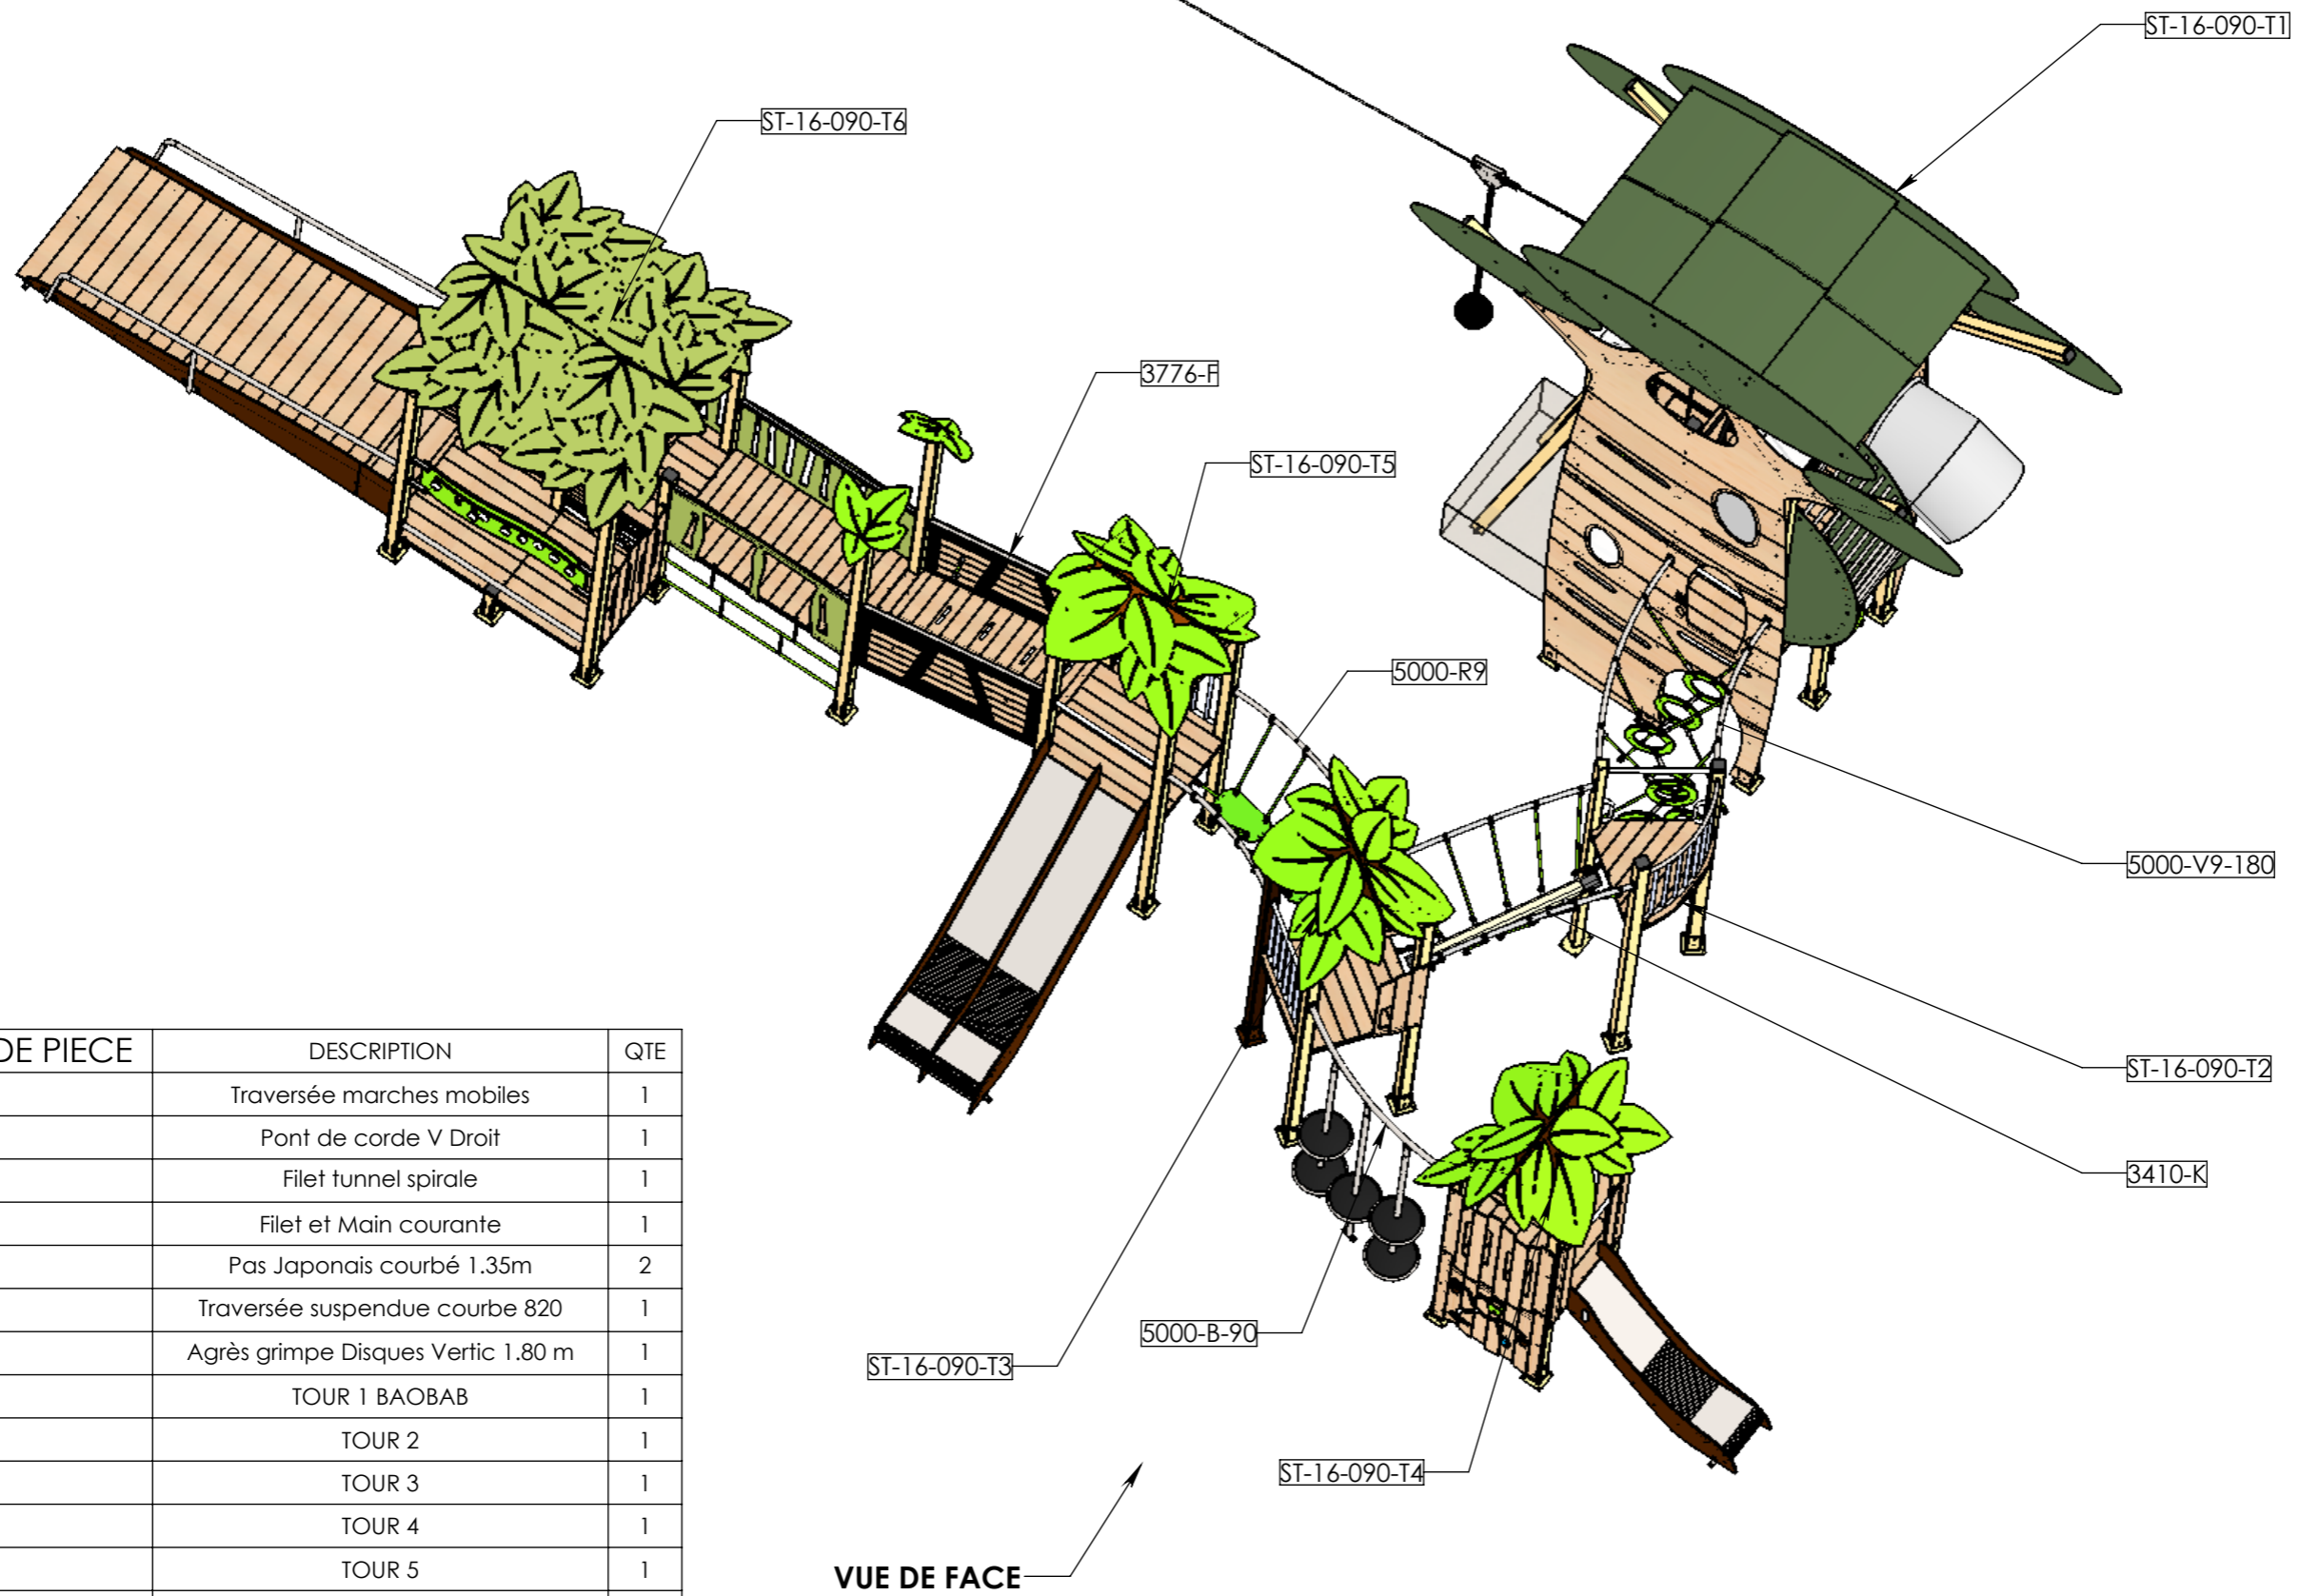 ST-16-090-T1
ST-16-090-T6
3776-F
ST-16-090-T5
5000-R9
5000-V9-180
ST-16-090-T2
3410-K
5000-B-90
ST-16-090-T3
ST-16-090-T4
VUE DE FACE
DE PIECE DESCRIPTION QTE
Traversée marches mobiles 1
Pont de corde V Droit 1
Filet tunnel spirale 1
Filet et Main courante 1
Pas Japonais courbé 1.35m 2
Traversée suspendue courbe 820 1
Agrès grimpe Disques Vertic 1.80 m 1
TOUR 1 BAOBAB 1
TOUR 2 1
TOUR 3 1
TOUR 4 1
TOUR 5 1